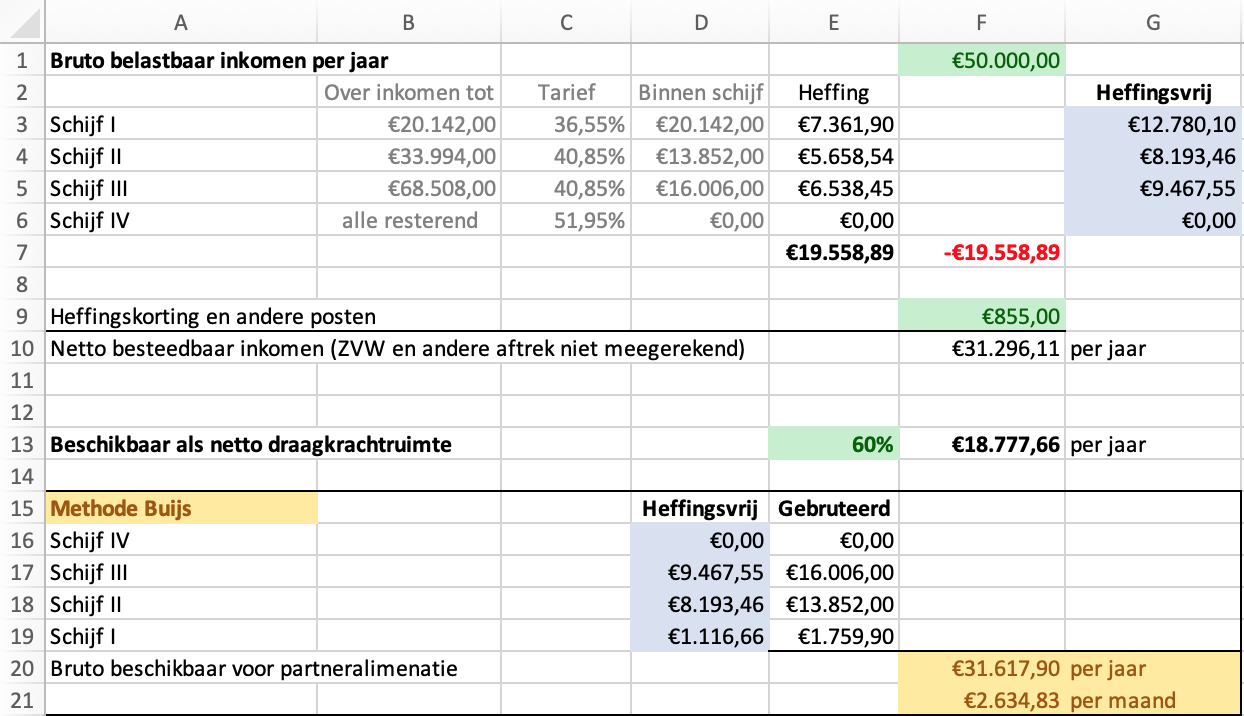 A B C D E F G
1 Bruto belastbaar inkomen per jaar €50.000,00
2 Over inkomen tot Tarief Binnen schijf Heffing Heffingsvrij
3 Schijf I €20.142,00 36,55% €20.142,00 €7.361,90 €12.780,10
4 Schijf II €33.994,00 40,85% €13.852,00 €5.658,54 €8.193,46
5 Schijf III €68.508,00 40,85% €16.006,00 €6.538,45 €9.467,55
6 Schijf IV alle resterend 51,95% €0,00 €0,00 €0,00
7 €19.558,89 -€19.558,89
8
9 Heffingskorting en andere posten €855,00
10 Netto besteedbaar inkomen (ZVW en andere aftrek niet meegerekend) €31.296,11 per jaar
11
12
13 Beschikbaar als netto draagkrachtruimte 60% €18.777,66 per jaar
14
15 Methode Buijs Heffingsvrij Gebruteerd
16 Schijf IV €0,00 €0,00
17 Schijf III €9.467,55 €16.006,00
18 Schijf II €8.193,46 €13.852,00
19 Schijf I €1.116,66 €1.759,90
20 Bruto beschikbaar voor partneralimenatie €31.617,90 per jaar
21 €2.634,83 per maand